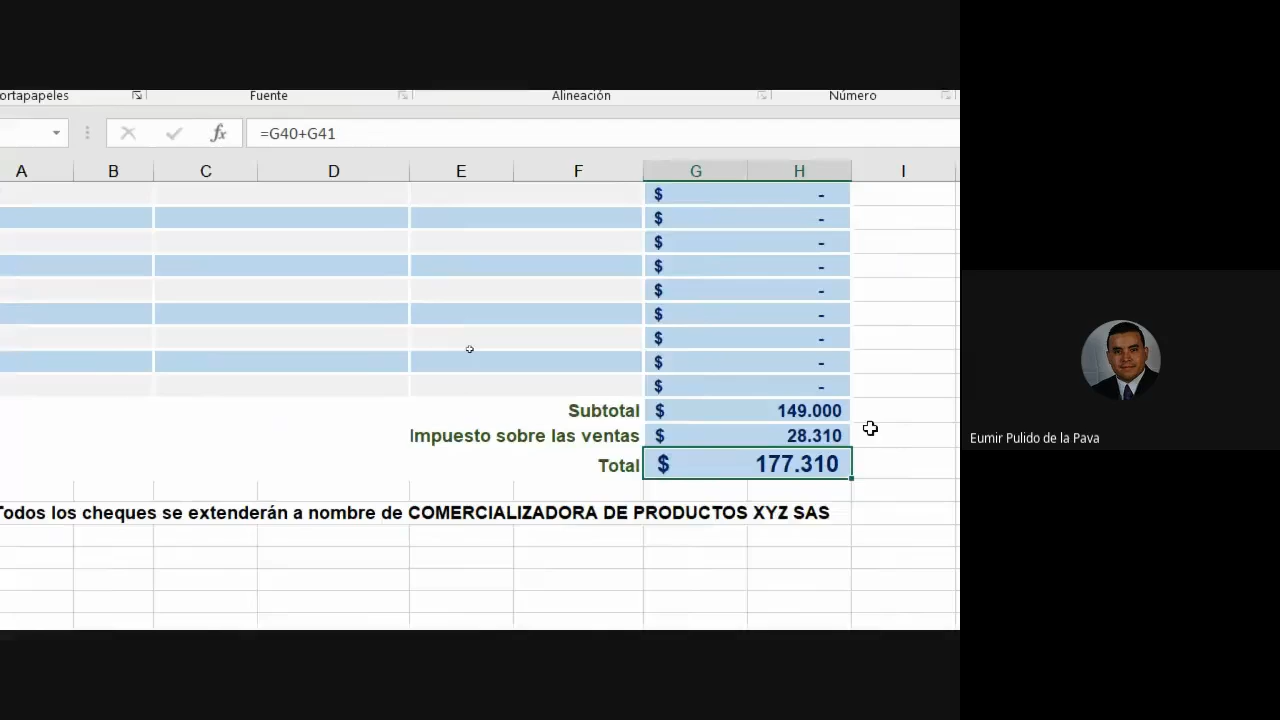 ortapapeles Fuente Alineación Número
fx =G40+G41
A B C D E F G H I
$ -
$ -
$ -
$ -
$ -
$ -
$ -
$ -
$ -
Subtotal $ 149.000
Impuesto sobre las ventas $ 28.310
Total $ 177.310
Todos los cheques se extenderán a nombre de COMERCIALIZADORA DE PRODUCTOS XYZ SAS
Eumir Pulido de la Pava